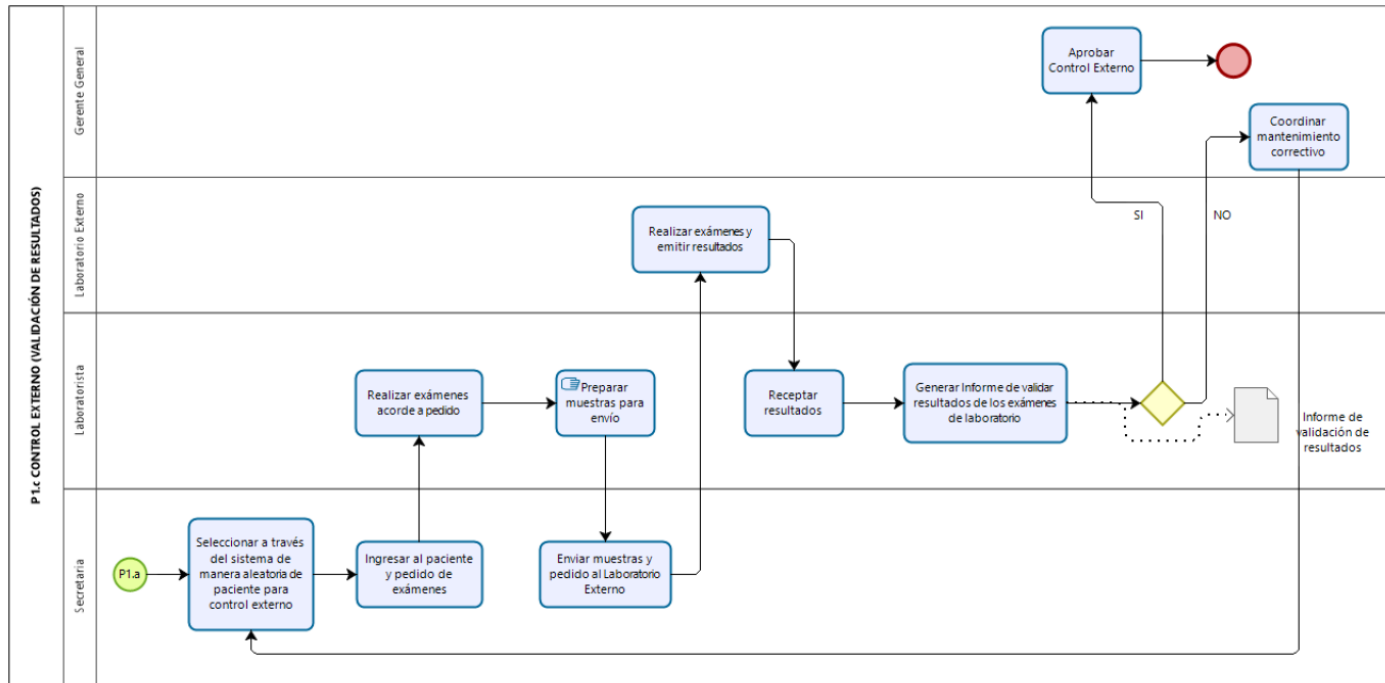 P1.c CONTROL EXTERNO (VALIDACIÓN DE RESULTADOS)
Gerente General
Aprobar
Control Externo
Coordinar
mantenimiento
correctivo
Laboratorio Externo
Realizar exámenes y
emitir resultados
SI
NO
Laboratorista
Realizar exámenes
acorde a pedido
Preparar
muestras para
envío
Receptar
resultados
Generar Informe de validar
resultados de los exámenes
de laboratorio
Informe de
validación de
resultados
Secretaria
P1.a
Seleccionar a través
del sistema de
manera aleatoria de
paciente para
control externo
Ingresar al paciente
y pedido de
exámenes
Enviar muestras y
pedido al Laboratorio
Externo